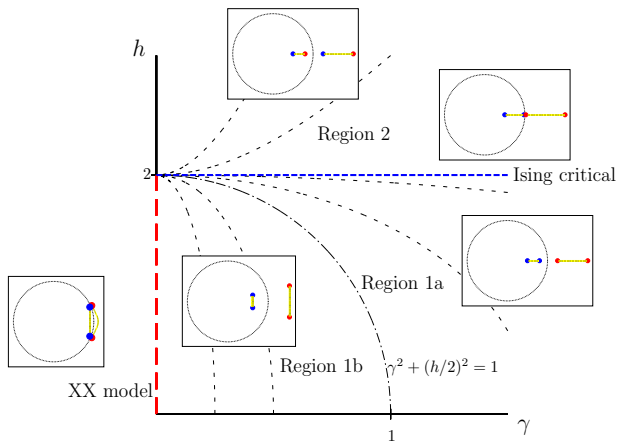 h
Region 2
2
Ising critical
Region 1a
Region 1b
γ² + (h/2)² = 1
XX model
1
γ